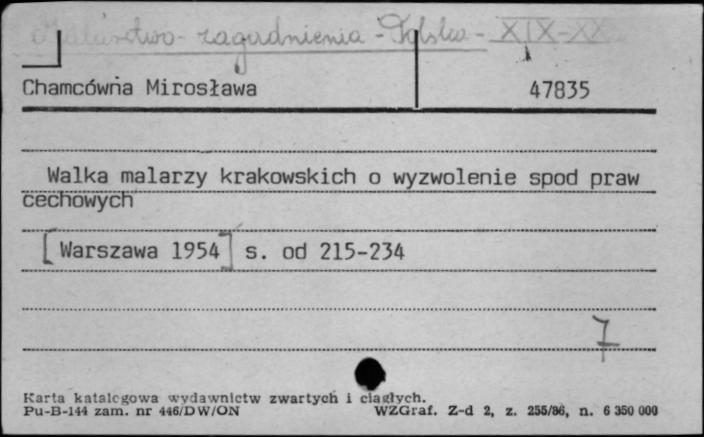 Malarstwo - zagadnienia - Polska - XIX-XX
Chamcówna Mirosława 47835
Walka malarzy krakowskich o wyzwolenie spod praw
cechowych
[Warszawa 1954] s. od 215-234
7
Karta katalogowa wydawnictw zwartych i ciągłych.
Pu-B-144 zam. nr 446/DW/ON WZGraf. Z-d 2, z. 255/86, n. 6 350 000